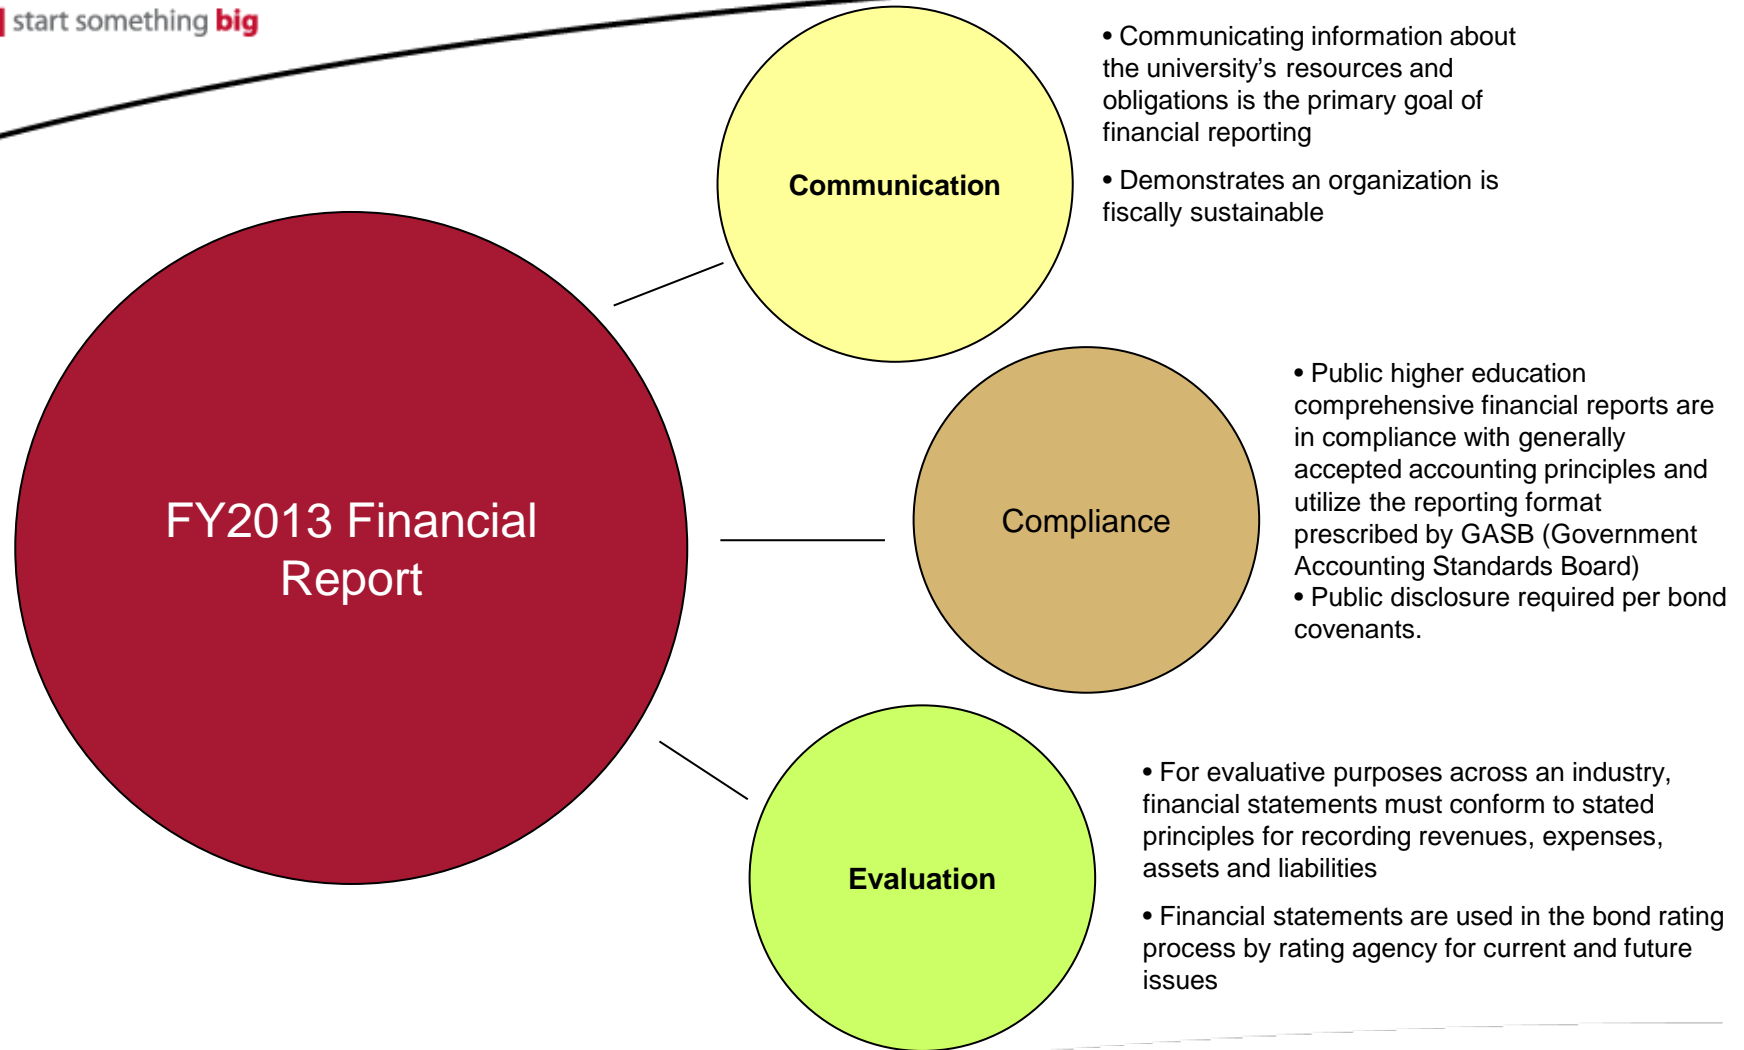 start something big
• Communicating information about
the university’s resources and
obligations is the primary goal of
financial reporting
• Demonstrates an organization is
fiscally sustainable
Communication
FY2013 Financial
Report
Compliance
• Public higher education
comprehensive financial reports are
in compliance with generally
accepted accounting principles and
utilize the reporting format
prescribed by GASB (Government
Accounting Standards Board)
• Public disclosure required per bond
covenants.
Evaluation
• For evaluative purposes across an industry,
financial statements must conform to stated
principles for recording revenues, expenses,
assets and liabilities
• Financial statements are used in the bond rating
process by rating agency for current and future
issues